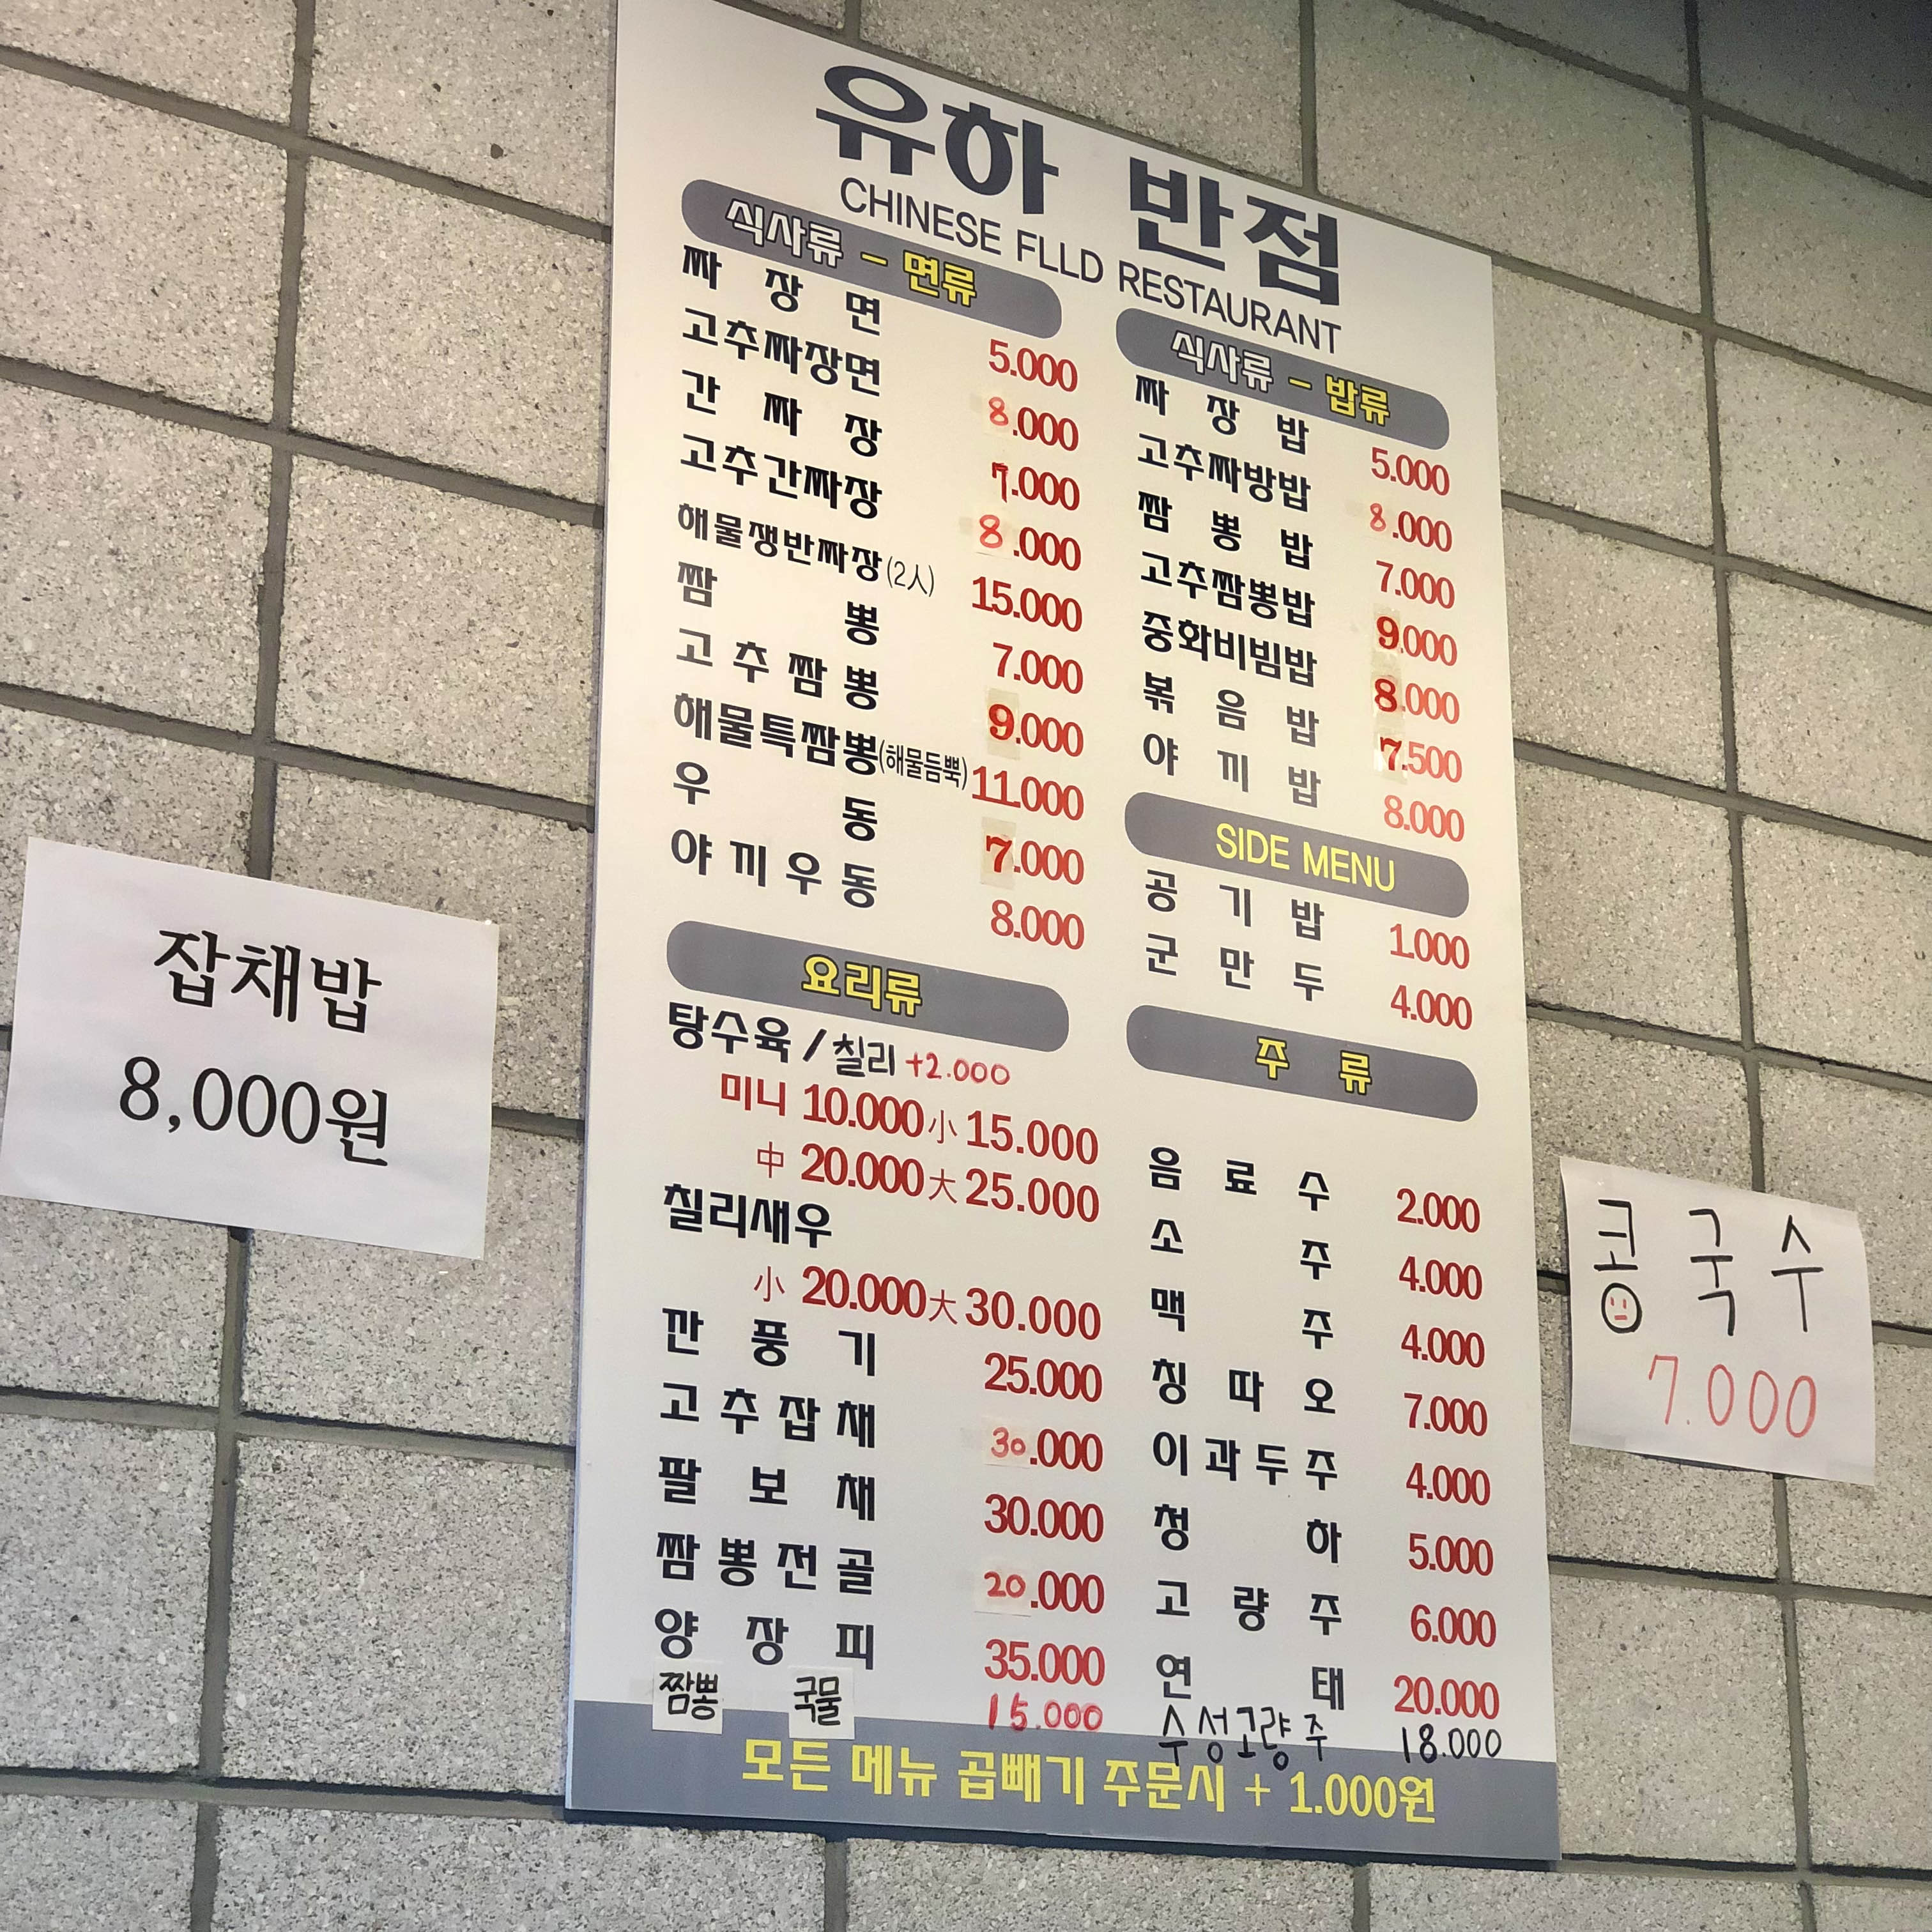 유하 반점
CHINESE FLLD RESTAURANT
식사류 - 면류
짜장면 5.000
고추짜장면 8.000
간짜장 7.000
고추간짜장 8.000
해물쟁반짜장(2人) 15.000
짬뽕 7.000
고추짬뽕 9.000
해물특짬뽕(해물듬뿍) 11.000
우동 7.000
야끼우동 8.000
요리류
탕수육 / 칠리 +2.000
미니 10.000 小 15.000
中 20.000 大 25.000
칠리새우
小 20.000 大 30.000
깐풍기 25.000
고추잡채 30.000
팔보채 30.000
짬뽕전골 20.000
양장피 35.000
짬뽕 국물 15.000
식사류 - 밥류
짜장밥 5.000
고추짜방밥 8.000
짬뽕밥 7.000
고추짬뽕밥 9.000
중화비빔밥 8.000
볶음밥 7.500
야끼밥 8.000
SIDE MENU
공기밥 1.000
군만두 4.000
주류
음료수 2.000
소주 4.000
맥주 4.000
칭따오 7.000
이과두주 4.000
청하 5.000
고량주 6.000
연태 20.000
수성고량주 18.000
모든 메뉴 곱빼기 주문시 + 1.000원
잡채밥
8,000원
콩국수
7.000